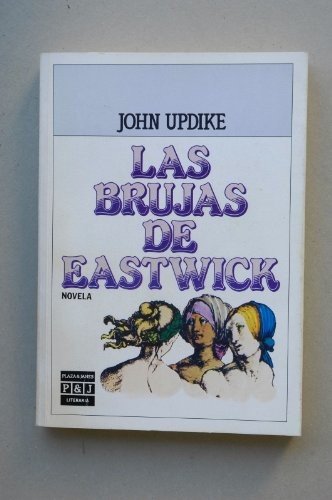 JOHN UPDIKE
LAS
BRUJAS
DE
EASTWICK
NOVELA
PLAZA & JANES
P&J
LITERARIA